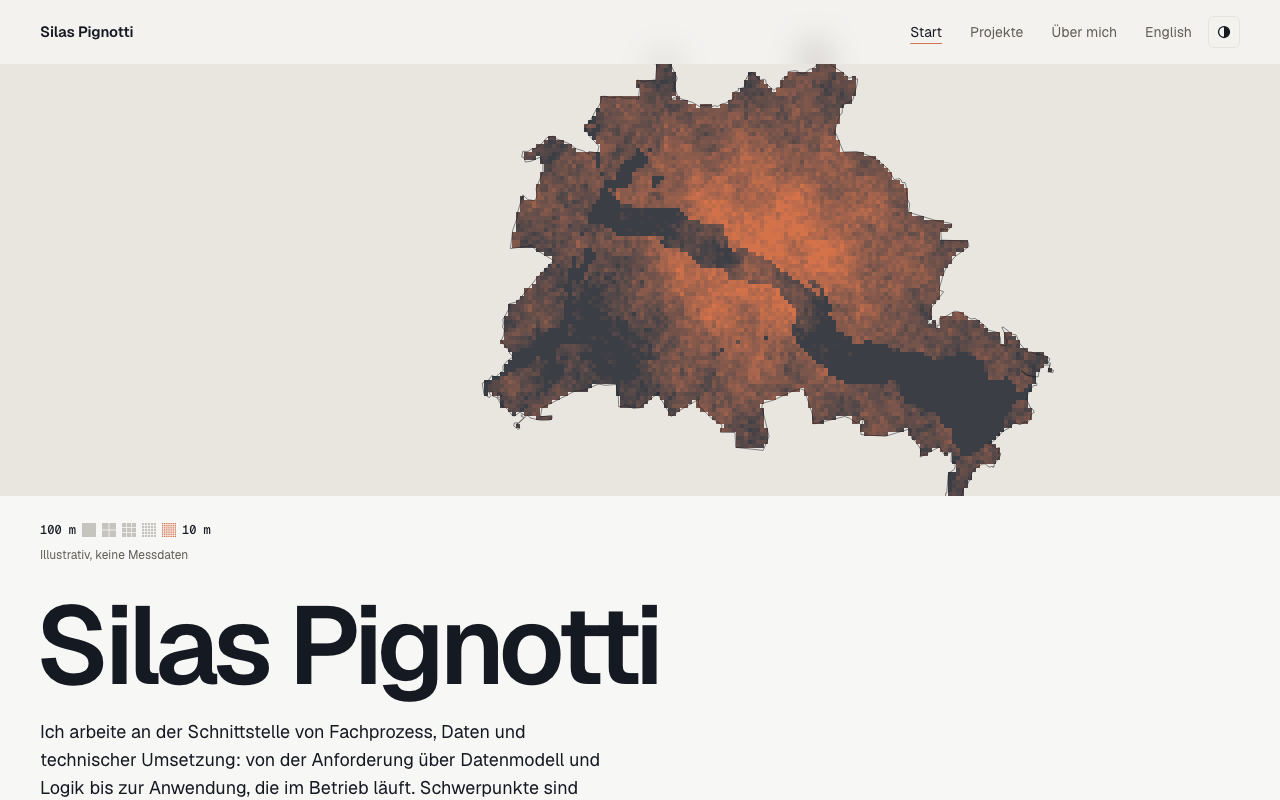 Silas Pignotti
Start
Projekte
Über mich
English
100 m
10 m
Illustrativ, keine Messdaten
Silas Pignotti
Ich arbeite an der Schnittstelle von Fachprozess, Daten und
technischer Umsetzung: von der Anforderung über Datenmodell und
Logik bis zur Anwendung, die im Betrieb läuft. Schwerpunkte sind